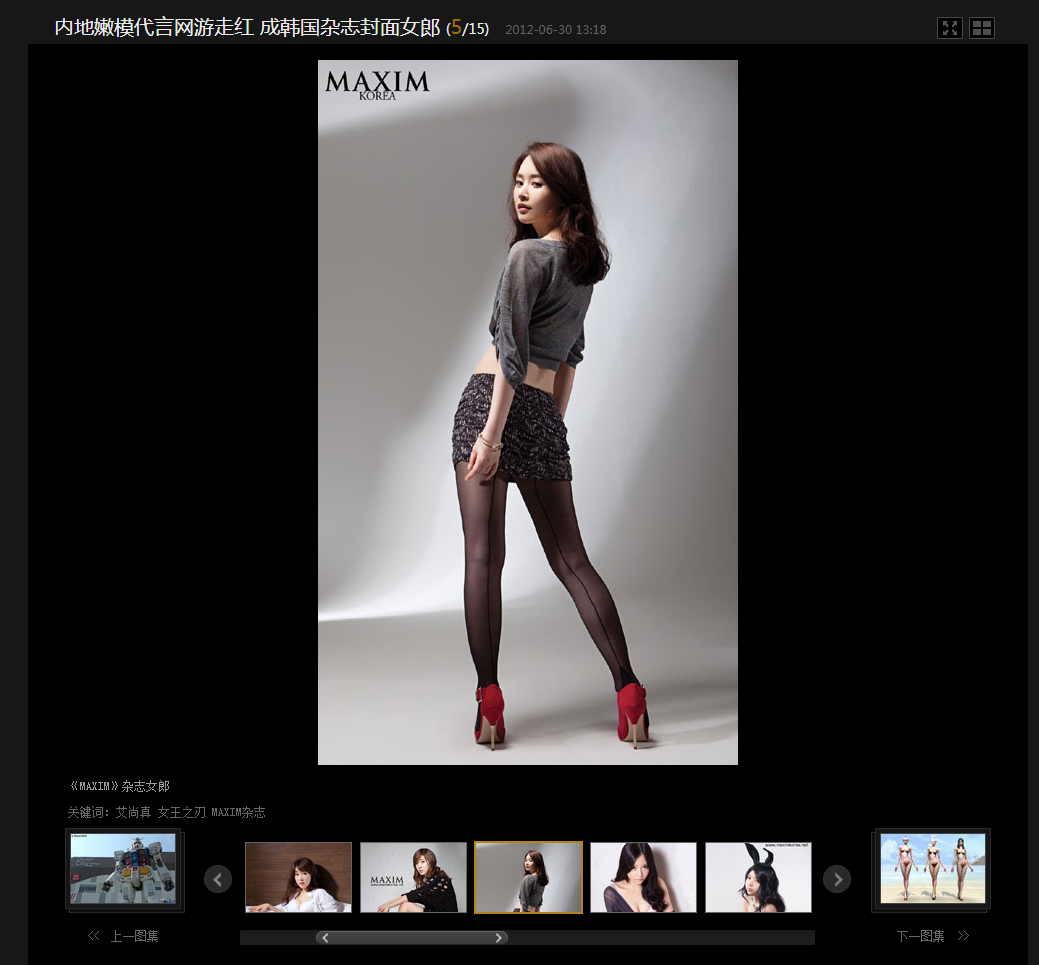 内地嫩模代言网游走红 成韩国杂志封面女郎 (5/15) 2012-06-30 13:18
MAXIM
KOREA
《MAXIM》杂志女郎
关键词: 艾尚真 女王之刃 MAXIM杂志
MAXIM
www.maximkorea.net
<< 上一图集
下一图集 >>